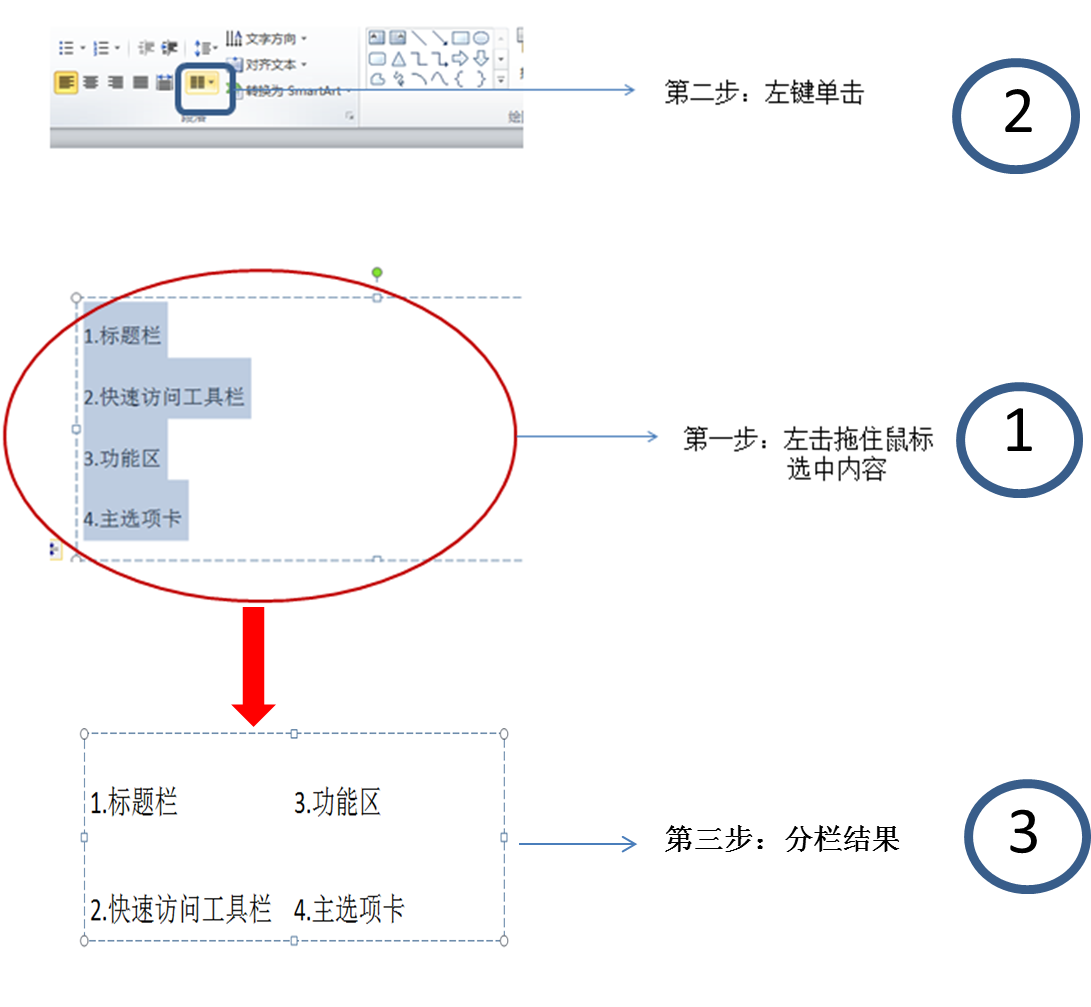 文字方向
对齐文本
转换为 SmartArt
第二步：左键单击
2
1.标题栏
2.快速访问工具栏
3.功能区
4.主选项卡
第一步：左击拖住鼠标
选中内容
1
1.标题栏 3.功能区
2.快速访问工具栏 4.主选项卡
第三步：分栏结果
3